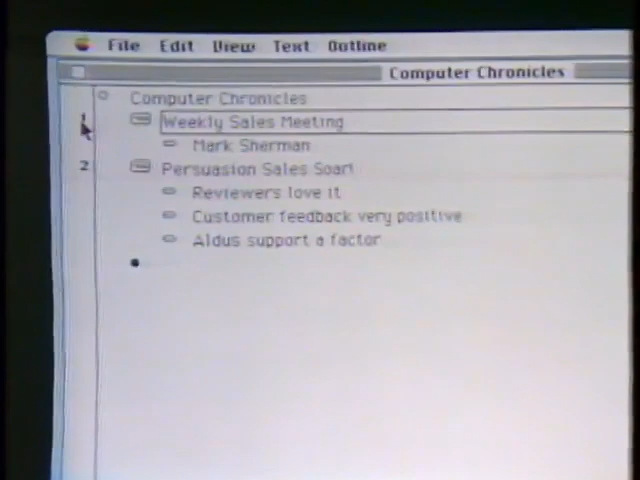 File Edit View Text Outline
Computer Chronicles
Computer Chronicles
1 Weekly Sales Meeting
Mark Sherman
2 Persuasion Sales Soar!
Reviewers love it
Customer feedback very positive
Aldus support a factor